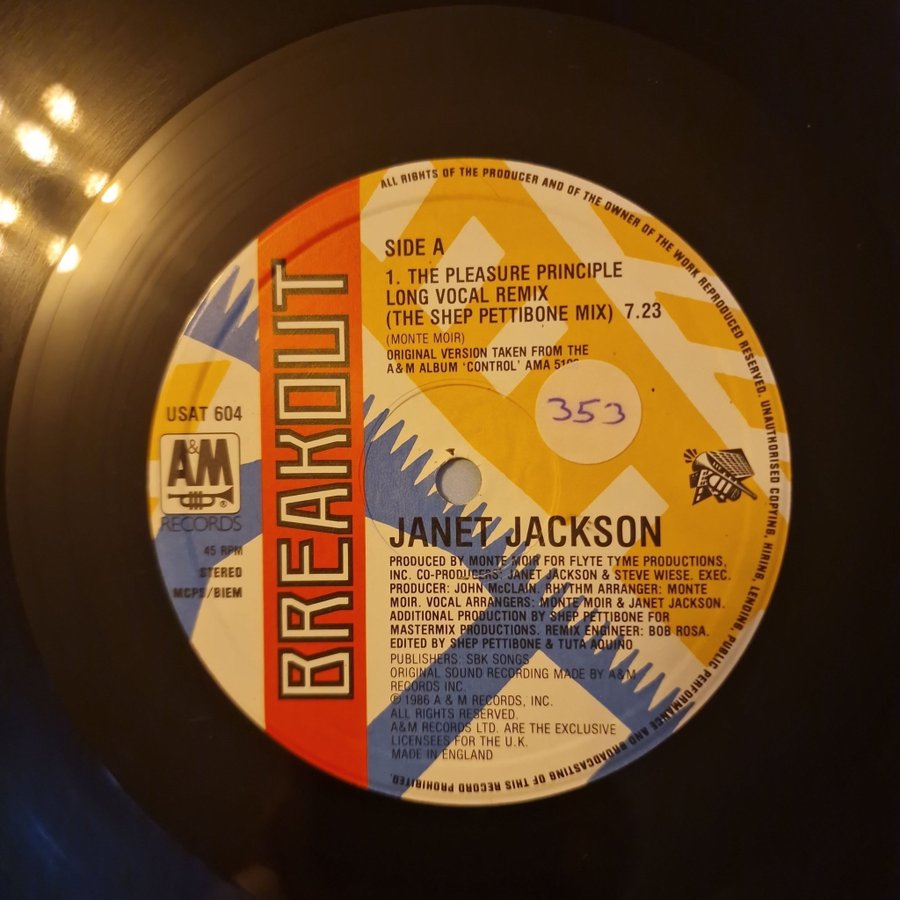 ALL RIGHTS OF THE PRODUCER AND OF THE OWNER OF THE WORK REPRODUCED RESERVED. UNAUTHORISED COPYING, HIRING, LENDING, PUBLIC PERFORMANCE AND BROADCASTING OF THIS RECORD PROHIBITED.
SIDE A
1. THE PLEASURE PRINCIPLE
LONG VOCAL REMIX
(THE SHEP PETTIBONE MIX) 7.23
(MONTE MOIR)
ORIGINAL VERSION TAKEN FROM THE
A&M ALBUM 'CONTROL' AMA
353
USAT 604
A&M
®
RECORDS
45 RPM
STEREO
MCPS/BIEM
BREAKOUT
JANET JACKSON
PRODUCED BY MONTE MOIR FOR FLYTE TYME PRODUCTIONS,
INC. CO-PRODUCERS: JANET JACKSON & STEVE WIESE. EXEC.
PRODUCER: JOHN McCLAIN. RHYTHM ARRANGER: MONTE
MOIR. VOCAL ARRANGERS: MONTE MOIR & JANET JACKSON.
ADDITIONAL PRODUCTION BY SHEP PETTIBONE FOR
MASTERMIX PRODUCTIONS. REMIX ENGINEER: BOB ROSA.
EDITED BY SHEP PETTIBONE & TUTA AQUINO
PUBLISHERS: SBK SONGS
ORIGINAL SOUND RECORDING MADE BY A&M
RECORDS INC.
℗ 1986 A & M RECORDS, INC.
ALL RIGHTS RESERVED.
A&M RECORDS LTD. ARE THE EXCLUSIVE
LICENSEES FOR THE U.K.
MADE IN ENGLAND